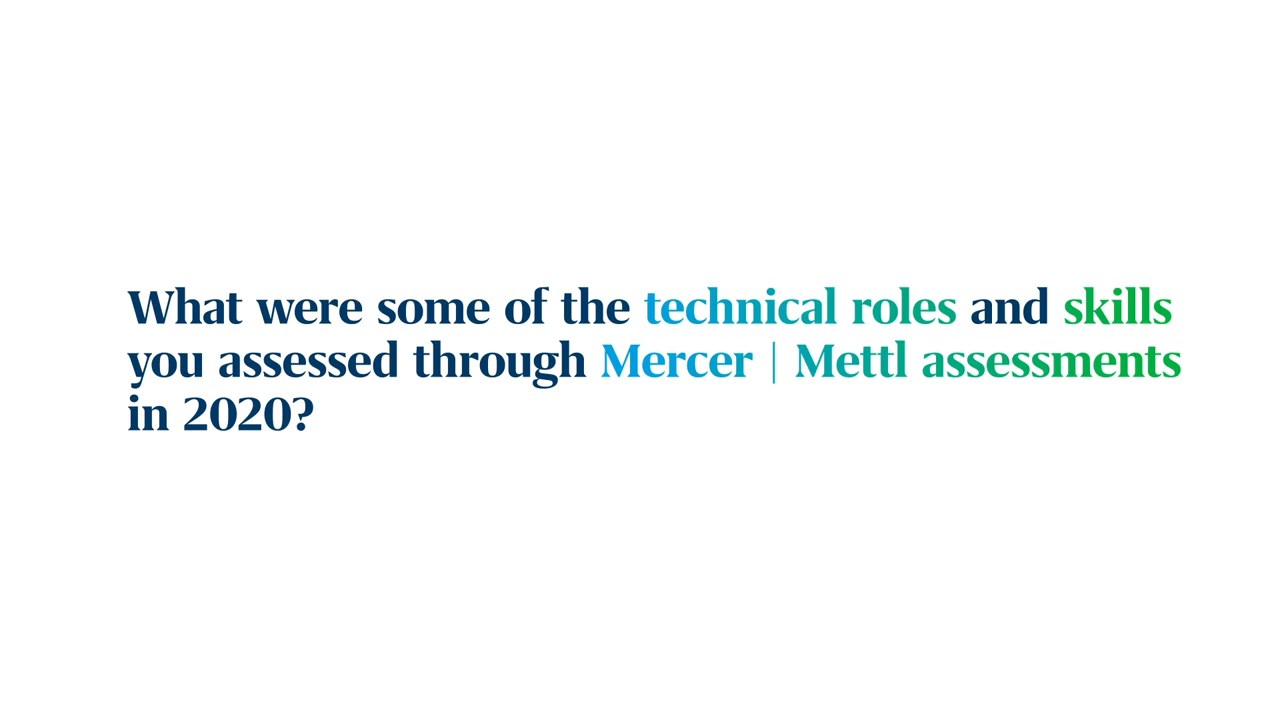 What were some of the technical roles and skills
you assessed through Mercer | Mettl assessments
in 2020?